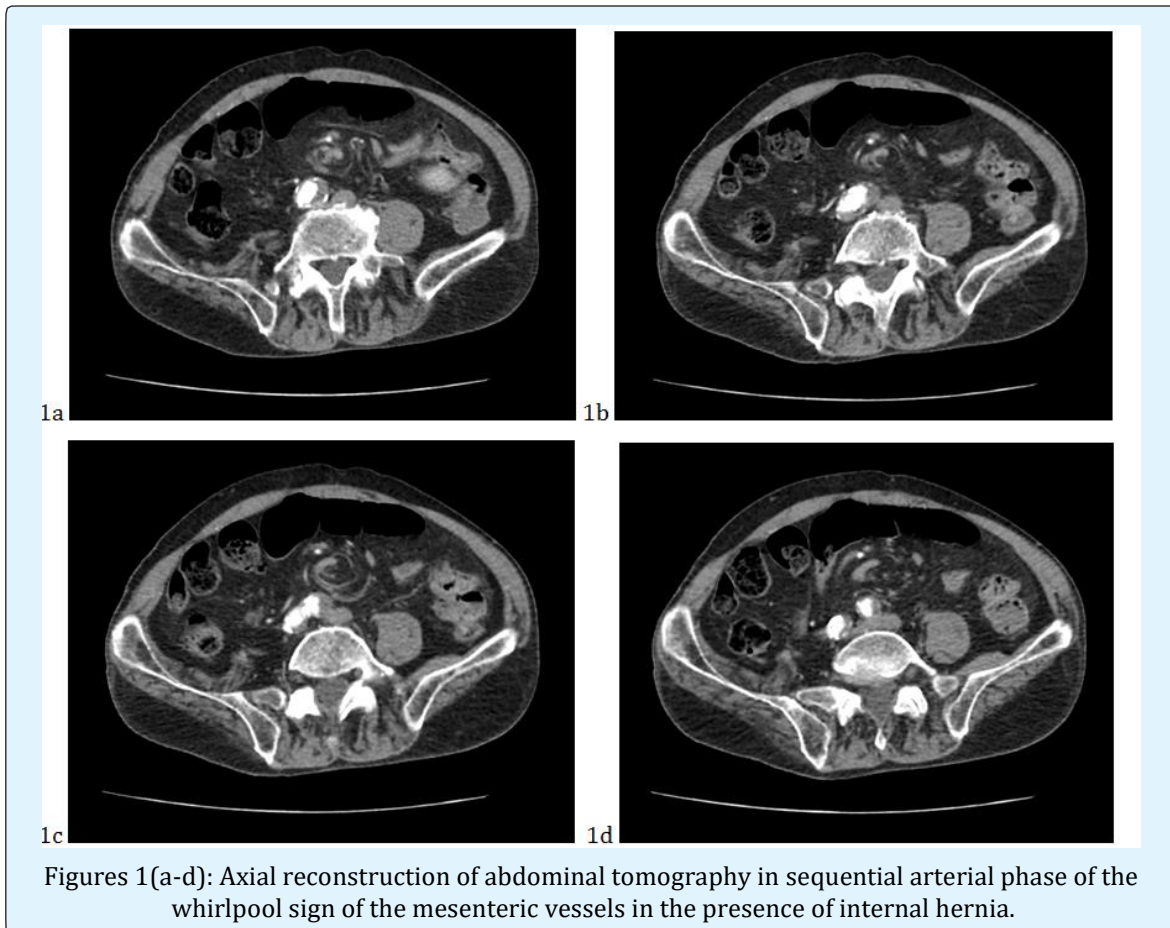 1a
1b
1c
1d
Figures 1(a-d): Axial reconstruction of abdominal tomography in sequential arterial phase of the
whirlpool sign of the mesenteric vessels in the presence of internal hernia.